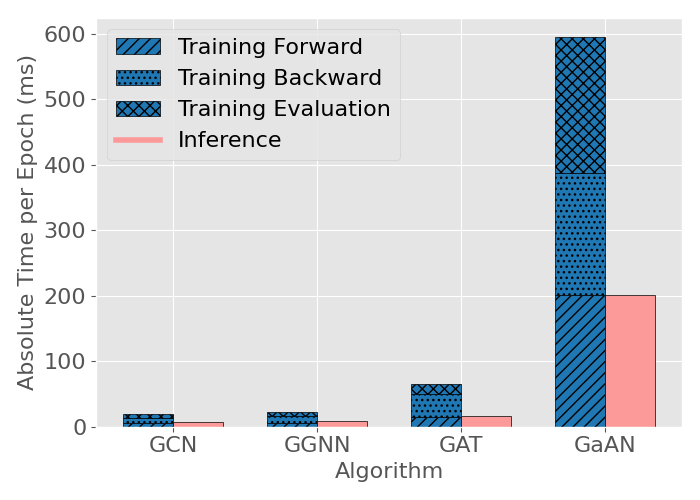 Training Forward
Training Backward
Training Evaluation
Inference
Absolute Time per Epoch (ms)
600
500
400
300
200
100
0
GCN GGNN GAT GaAN
Algorithm